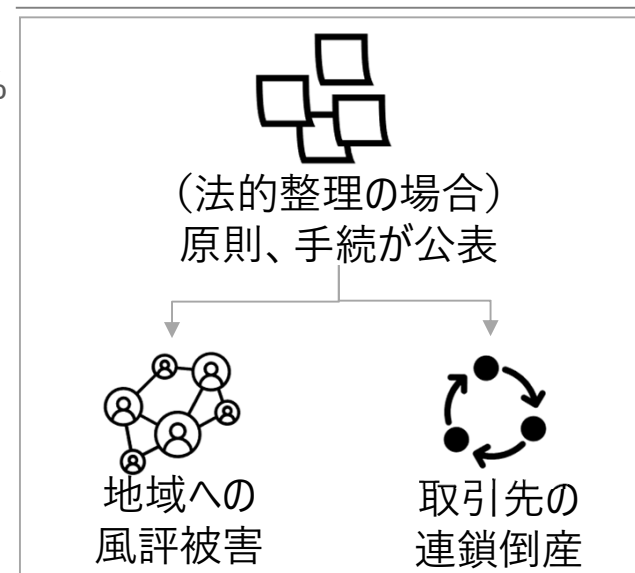 （法的整理の場合）
原則、手続が公表
地域への
風評被害
取引先の
連鎖倒産